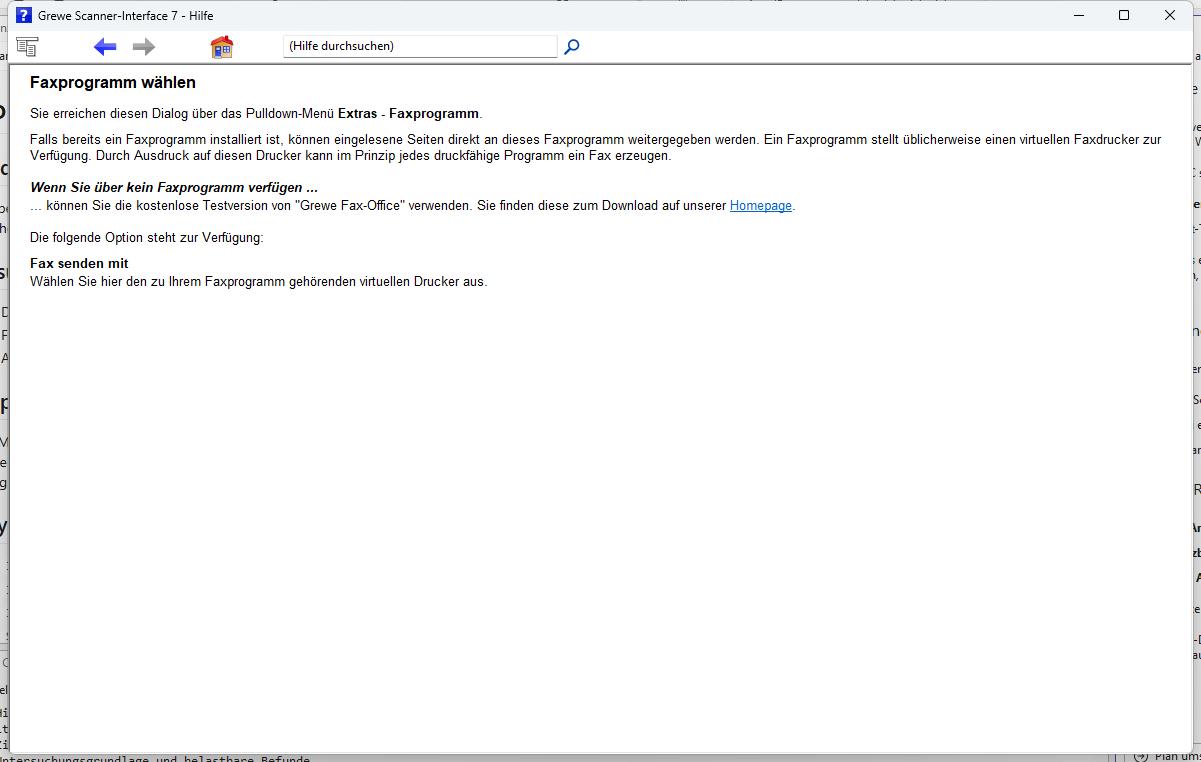 Grewe Scanner-Interface 7 - Hilfe
(Hilfe durchsuchen)
Faxprogramm wählen
Sie erreichen diesen Dialog über das Pulldown-Menü Extras - Faxprogramm.
Falls bereits ein Faxprogramm installiert ist, können eingelesene Seiten direkt an dieses Faxprogramm weitergegeben werden. Ein Faxprogramm stellt üblicherweise einen virtuellen Faxdrucker zur
Verfügung. Durch Ausdruck auf diesen Drucker kann im Prinzip jedes druckfähige Programm ein Fax erzeugen.
Wenn Sie über kein Faxprogramm verfügen ...
... können Sie die kostenlose Testversion von "Grewe Fax-Office" verwenden. Sie finden diese zum Download auf unserer Homepage.
Die folgende Option steht zur Verfügung:
Fax senden mit
Wählen Sie hier den zu Ihrem Faxprogramm gehörenden virtuellen Drucker aus.